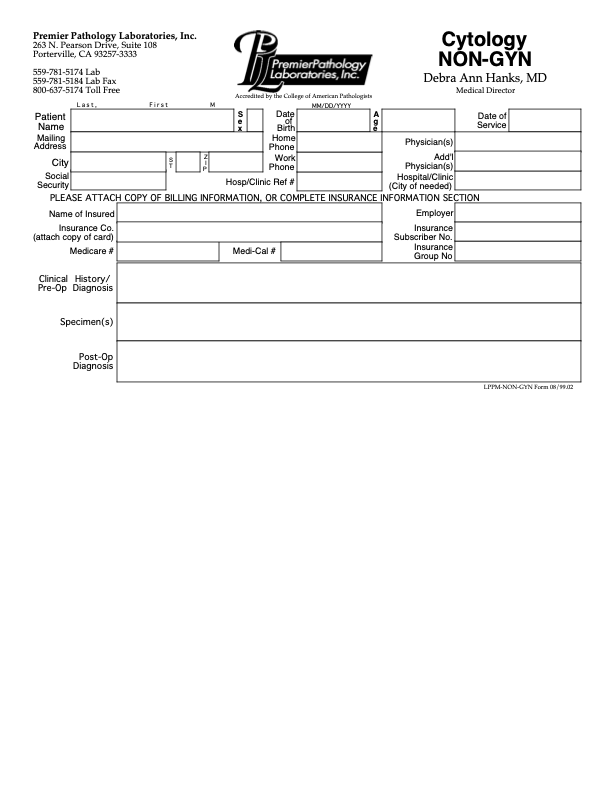 Premier Pathology Laboratories, Inc.
263 N. Pearson Drive, Suite 108
Porterville, CA 93257-3333
559-781-5174 Lab
559-781-5184 Lab Fax
800-637-5174 Toll Free
PL
PremierPathology
Laboratories, Inc.
Accredited by the College of American Pathologists
Cytology
NON-GYN
Debra Ann Hanks, MD
Medical Director
Last, First M
MM/DD/YYYY
Patient
Name
Sex
Date
of
Birth
Age
Date of
Service
Mailing
Address
Home
Phone
Physician(s)
City
ST
ZIP
Work
Phone
Add'l
Physician(s)
Social
Security
Hosp/Clinic Ref #
Hospital/Clinic
(City of needed)
PLEASE ATTACH COPY OF BILLING INFORMATION, OR COMPLETE INSURANCE INFORMATION SECTION
Name of Insured
Employer
Insurance Co.
(attach copy of card)
Insurance
Subscriber No.
Medicare #
Medi-Cal #
Insurance
Group No
Clinical History/
Pre-Op Diagnosis
Specimen(s)
Post-Op
Diagnosis
LPPM-NON-GYN Form 08/99.02